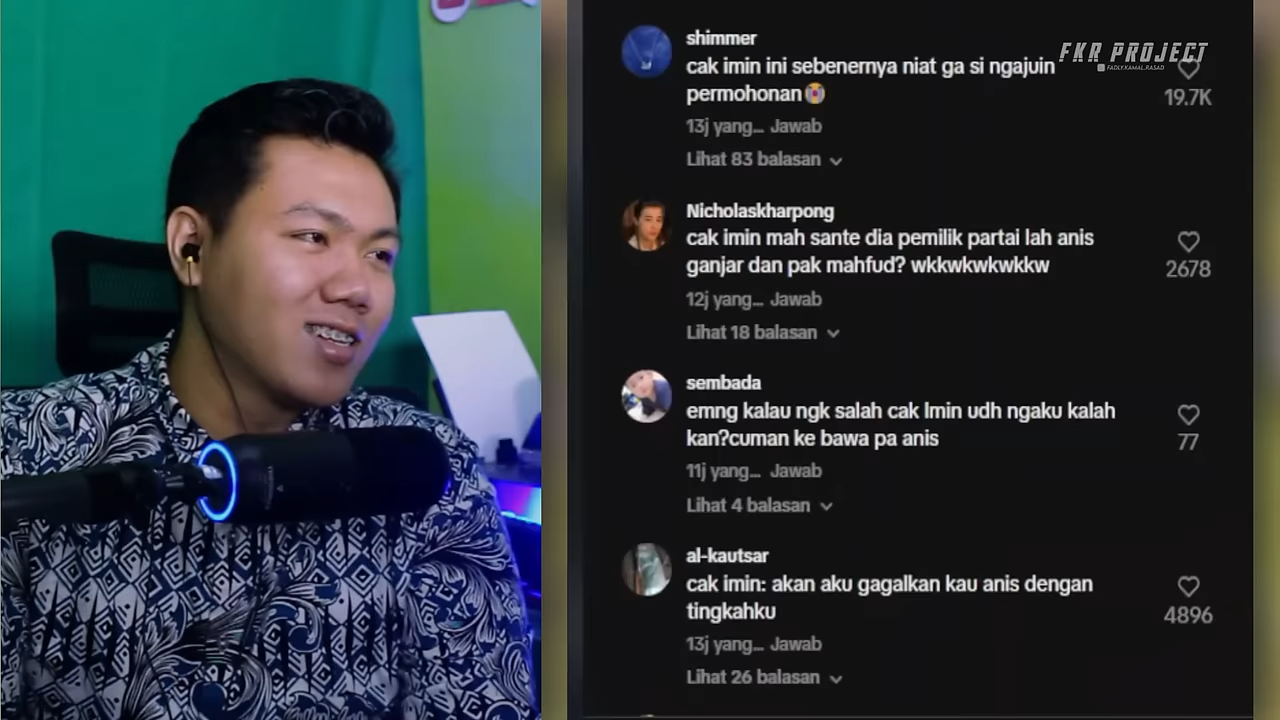 FKR PROJECT
FADLY.KAMAL.RASAD
shimmer
cak imin ini sebenernya niat ga si ngajuin
permohonan😭
19.7K
13j yang... Jawab
Lihat 83 balasan
Nicholaskharpong
cak imin mah sante dia pemilik partai lah anis
ganjar dan pak mahfud? wkkwkwkwkkw
2678
12j yang... Jawab
Lihat 18 balasan
sembada
emng kalau ngk salah cak Imin udh ngaku kalah
kan?cuman ke bawa pa anis
77
11j yang... Jawab
Lihat 4 balasan
al-kautsar
cak imin: akan aku gagalkan kau anis dengan
tingkahku
4896
13j yang... Jawab
Lihat 26 balasan